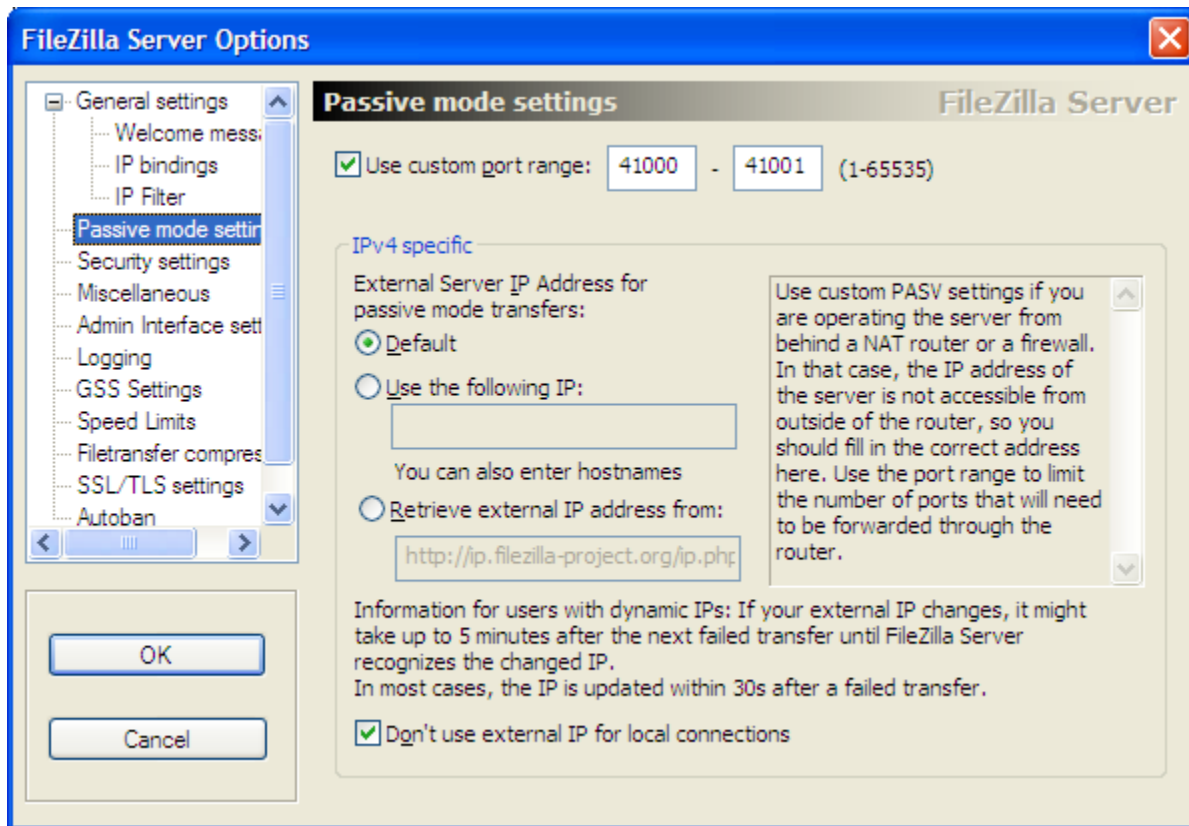 FileZilla Server Options
General settings
Welcome messa
IP bindings
IP Filter
Passive mode settin
Security settings
Miscellaneous
Admin Interface sett
Logging
GSS Settings
Speed Limits
Filetransfer compres
SSL/TLS settings
Autoban
OK
Cancel
Passive mode settings
FileZilla Server
Use custom port range: 41000 - 41001 (1-65535)
IPv4 specific
External Server IP Address for
passive mode transfers:
Default
Use the following IP:
You can also enter hostnames
Retrieve external IP address from:
http://ip.filezilla-project.org/ip.php
Use custom PASV settings if you
are operating the server from
behind a NAT router or a firewall.
In that case, the IP address of
the server is not accessible from
outside of the router, so you
should fill in the correct address
here. Use the port range to limit
the number of ports that will need
to be forwarded through the
router.
Information for users with dynamic IPs: If your external IP changes, it might
take up to 5 minutes after the next failed transfer until FileZilla Server
recognizes the changed IP.
In most cases, the IP is updated within 30s after a failed transfer.
Don't use external IP for local connections